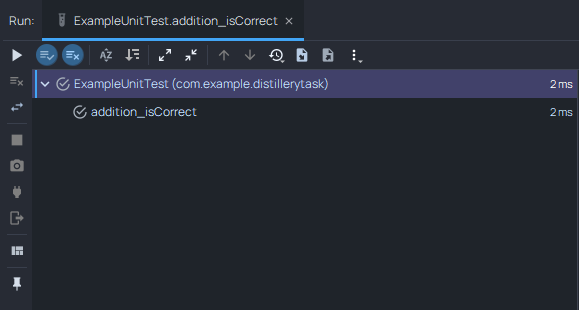 Run: ExampleUnitTest.addition_isCorrect
ExampleUnitTest (com.example.distillerytask) 2 ms
addition_isCorrect 2 ms